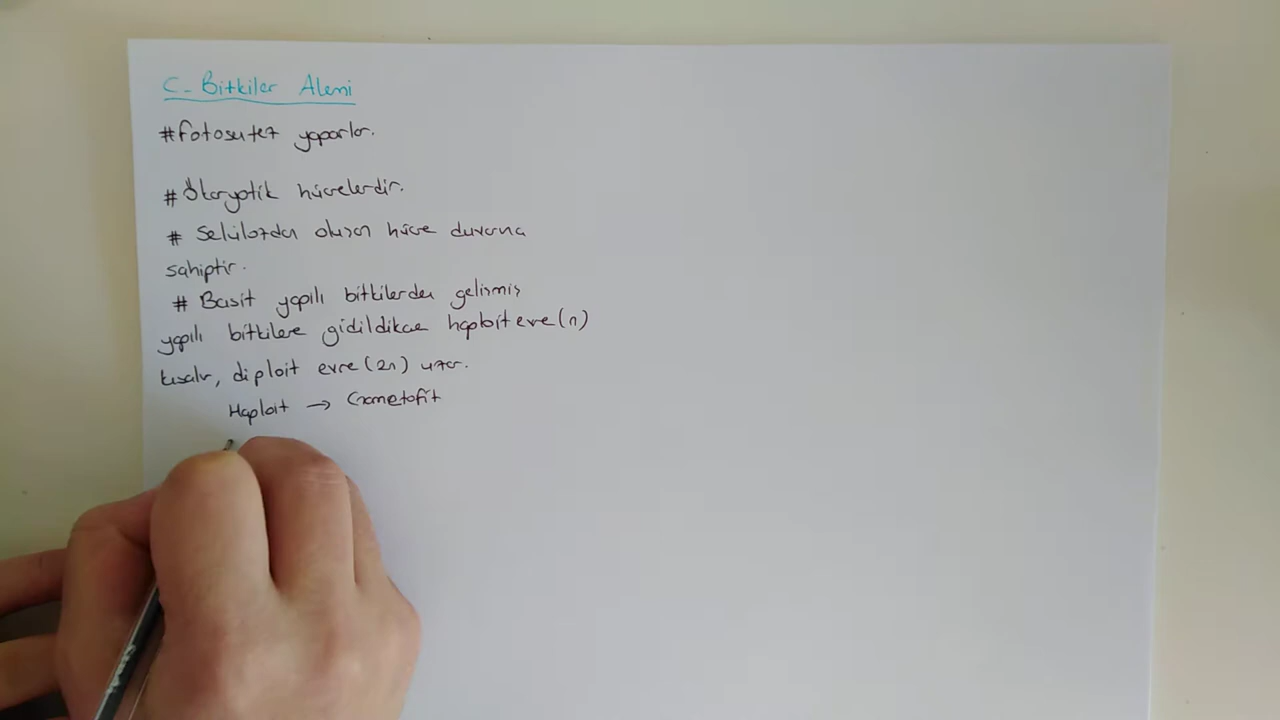 C- Bitkiler Alemi
#Fotosentez yaparlar.
#Ökaryotik hücrelerdir.
# Selülozdan oluşan hücre duvarına
sahiptir.
# Basit yapılı bitkilerden gelişmiş
yapılı bitkilere gidildikçe haploit evre(n)
kısalır, diploit evre(2n) uzar.
Haploit → Gametofit